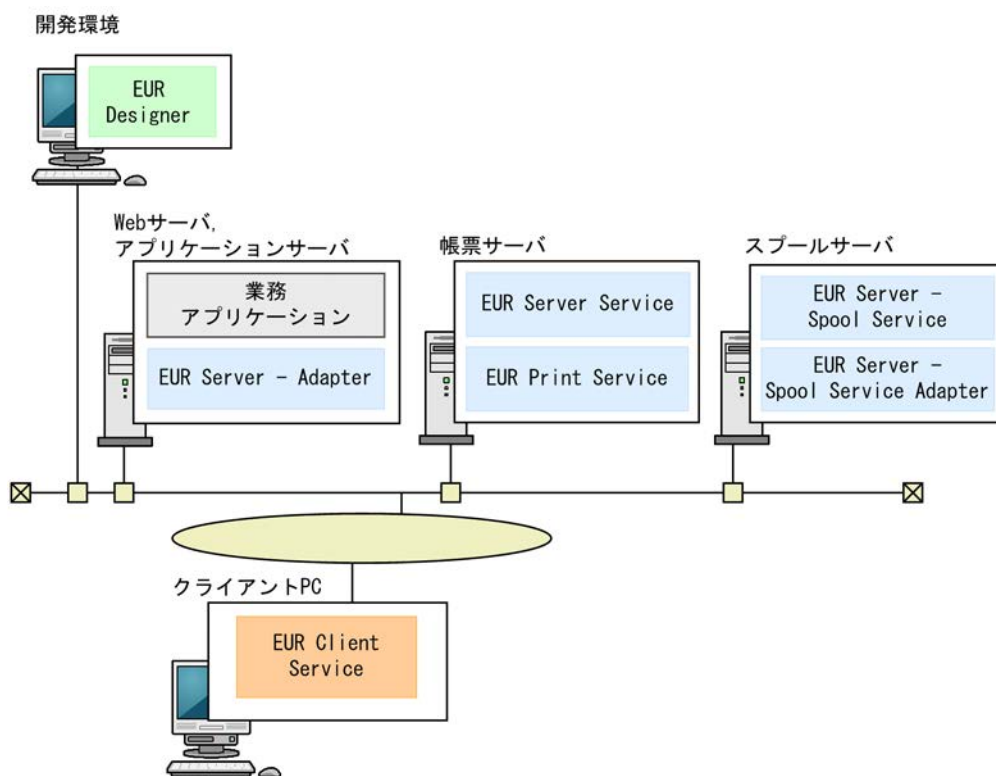 開発環境
EUR
Designer
Webサーバ,
アプリケーションサーバ
業務
アプリケーション
EUR Server − Adapter
帳票サーバ
EUR Server Service
EUR Print Service
スプールサーバ
EUR Server −
Spool Service
EUR Server −
Spool Service Adapter
クライアントPC
EUR Client
Service